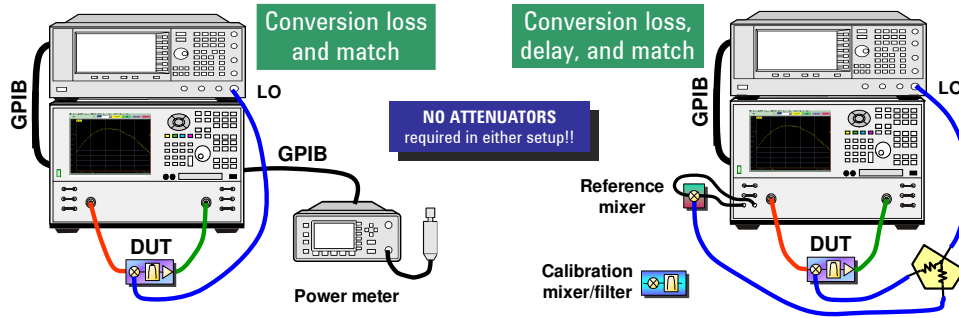 Conversion loss
and match
Conversion loss,
delay, and match
GPIB
LO
NO ATTENUATORS
required in either setup!!
GPIB
DUT
Power meter
GPIB
LO
Reference
mixer
DUT
Calibration
mixer/filter